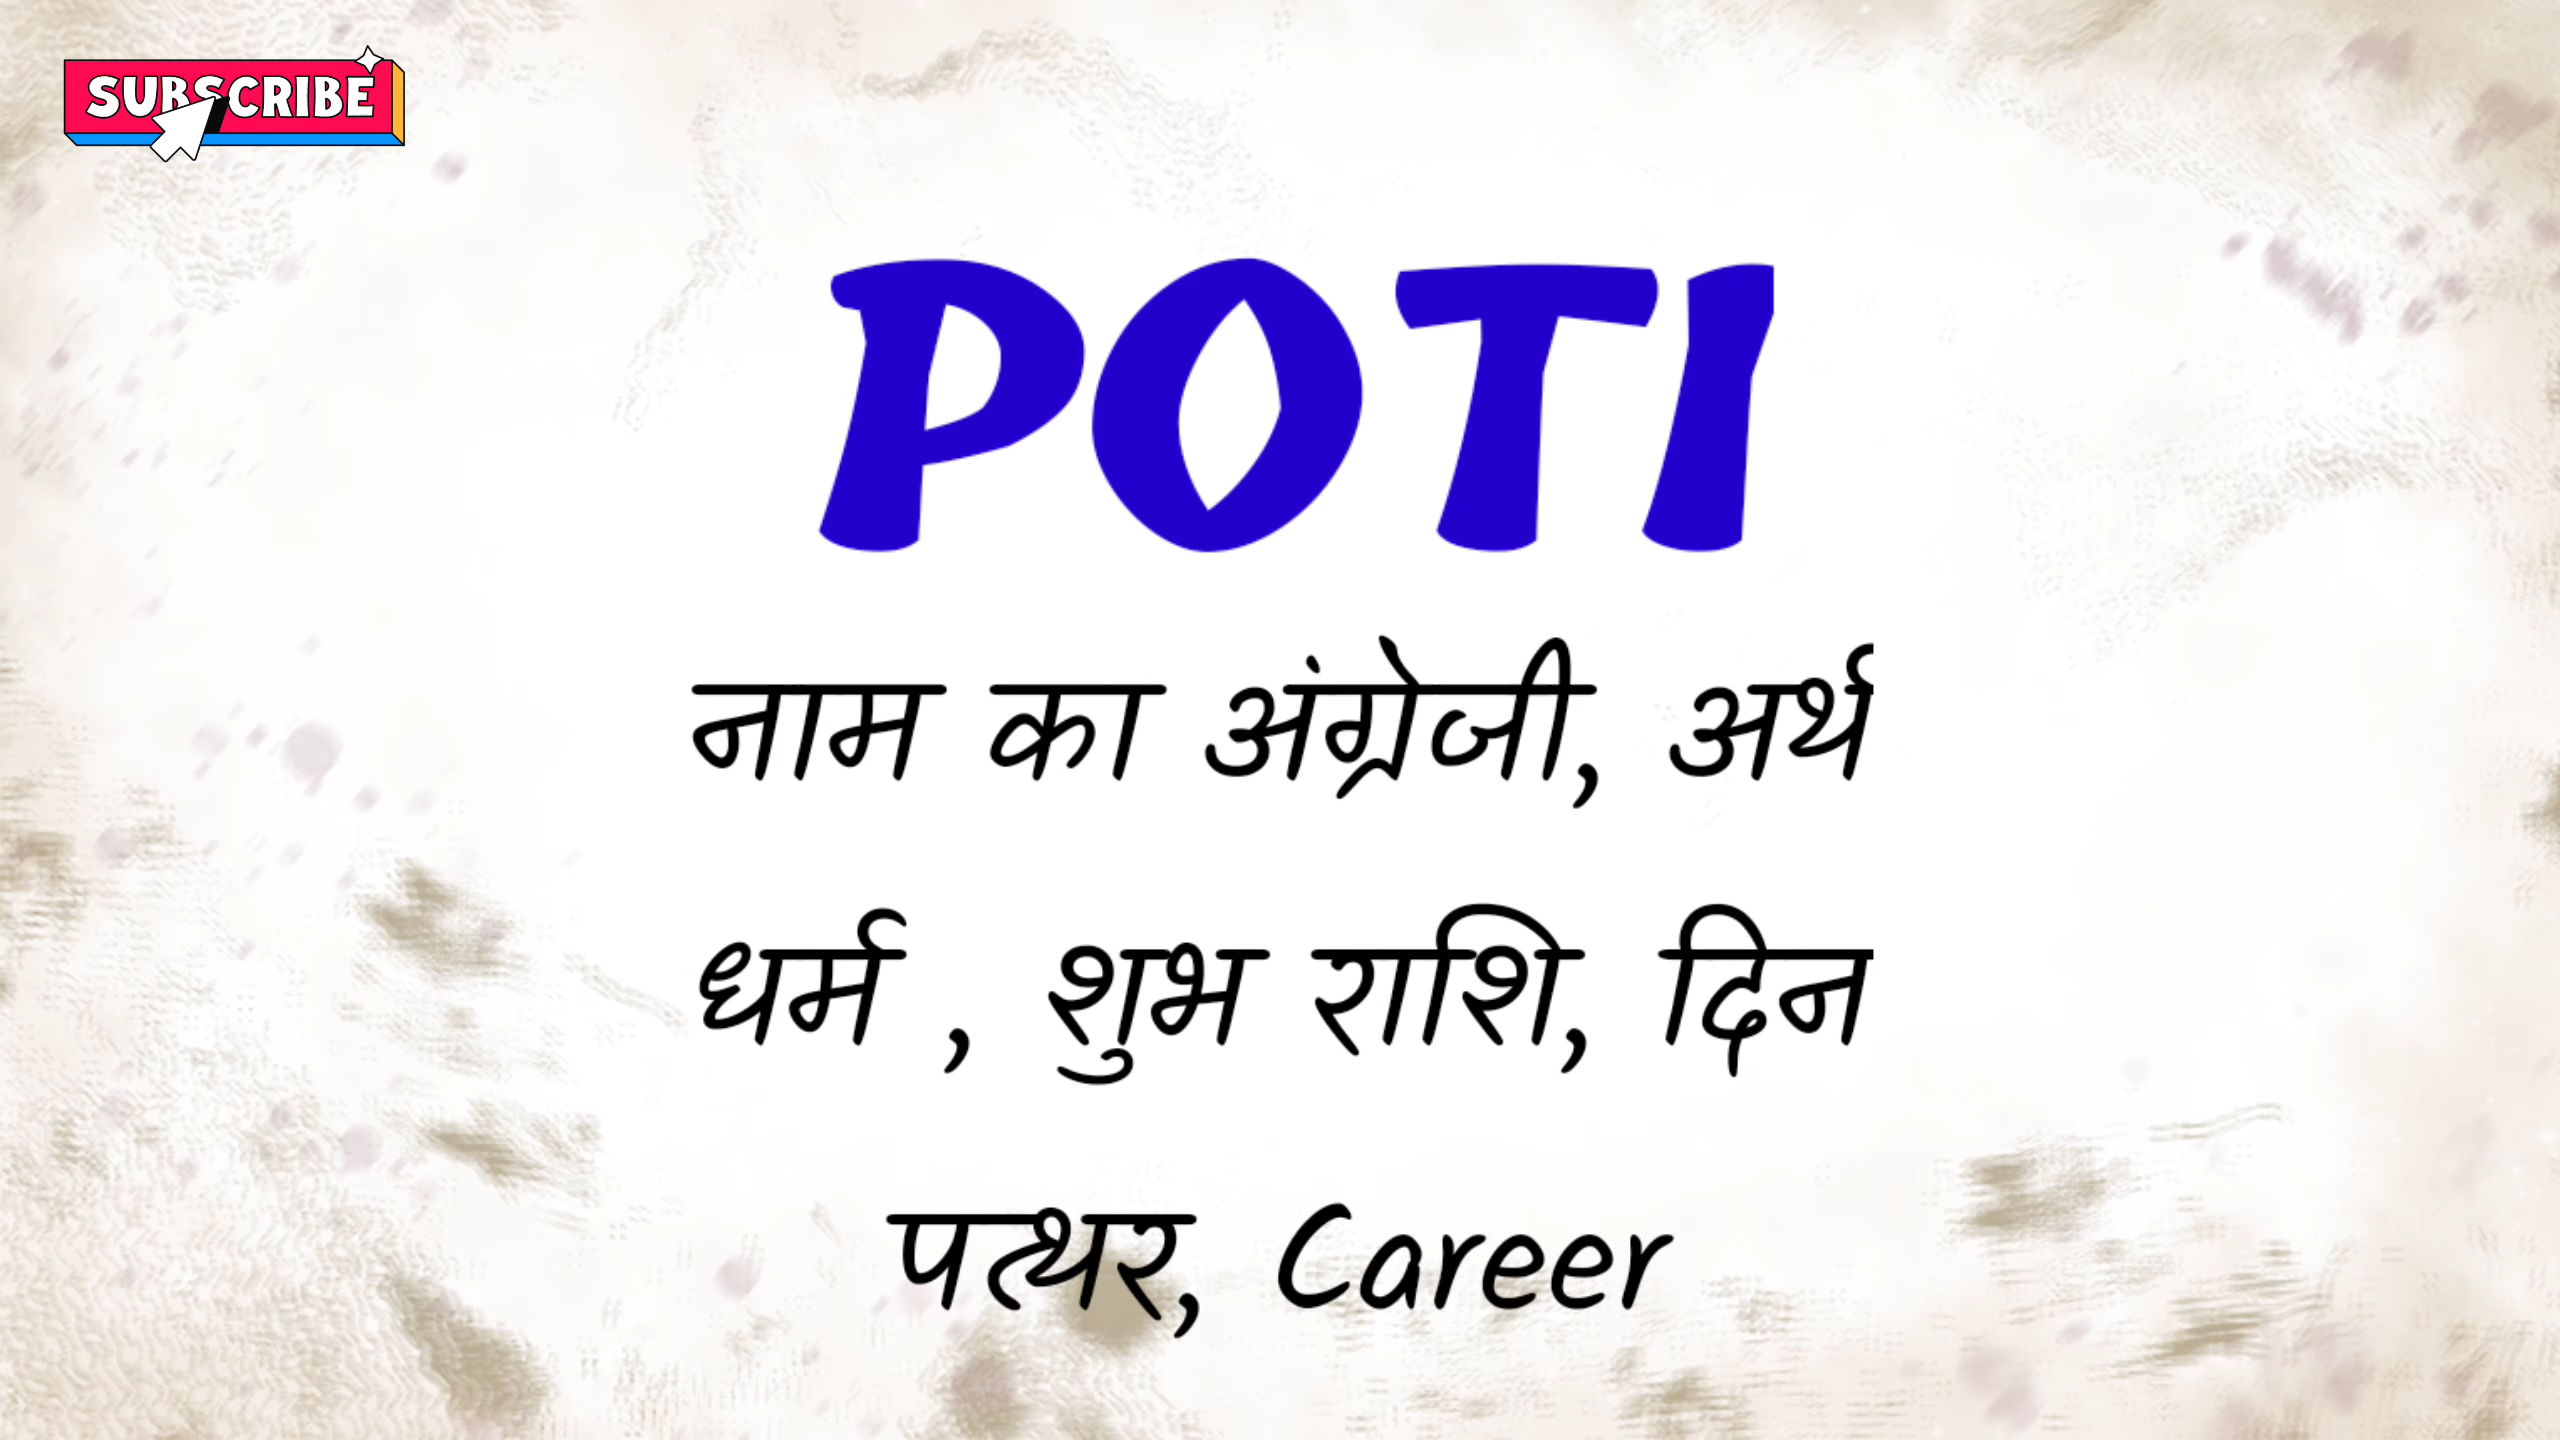 SUBSCRIBE
POTI
नाम का अंग्रेजी, अर्थ
धर्म , शुभ राशि, दिन
पत्थर, Career